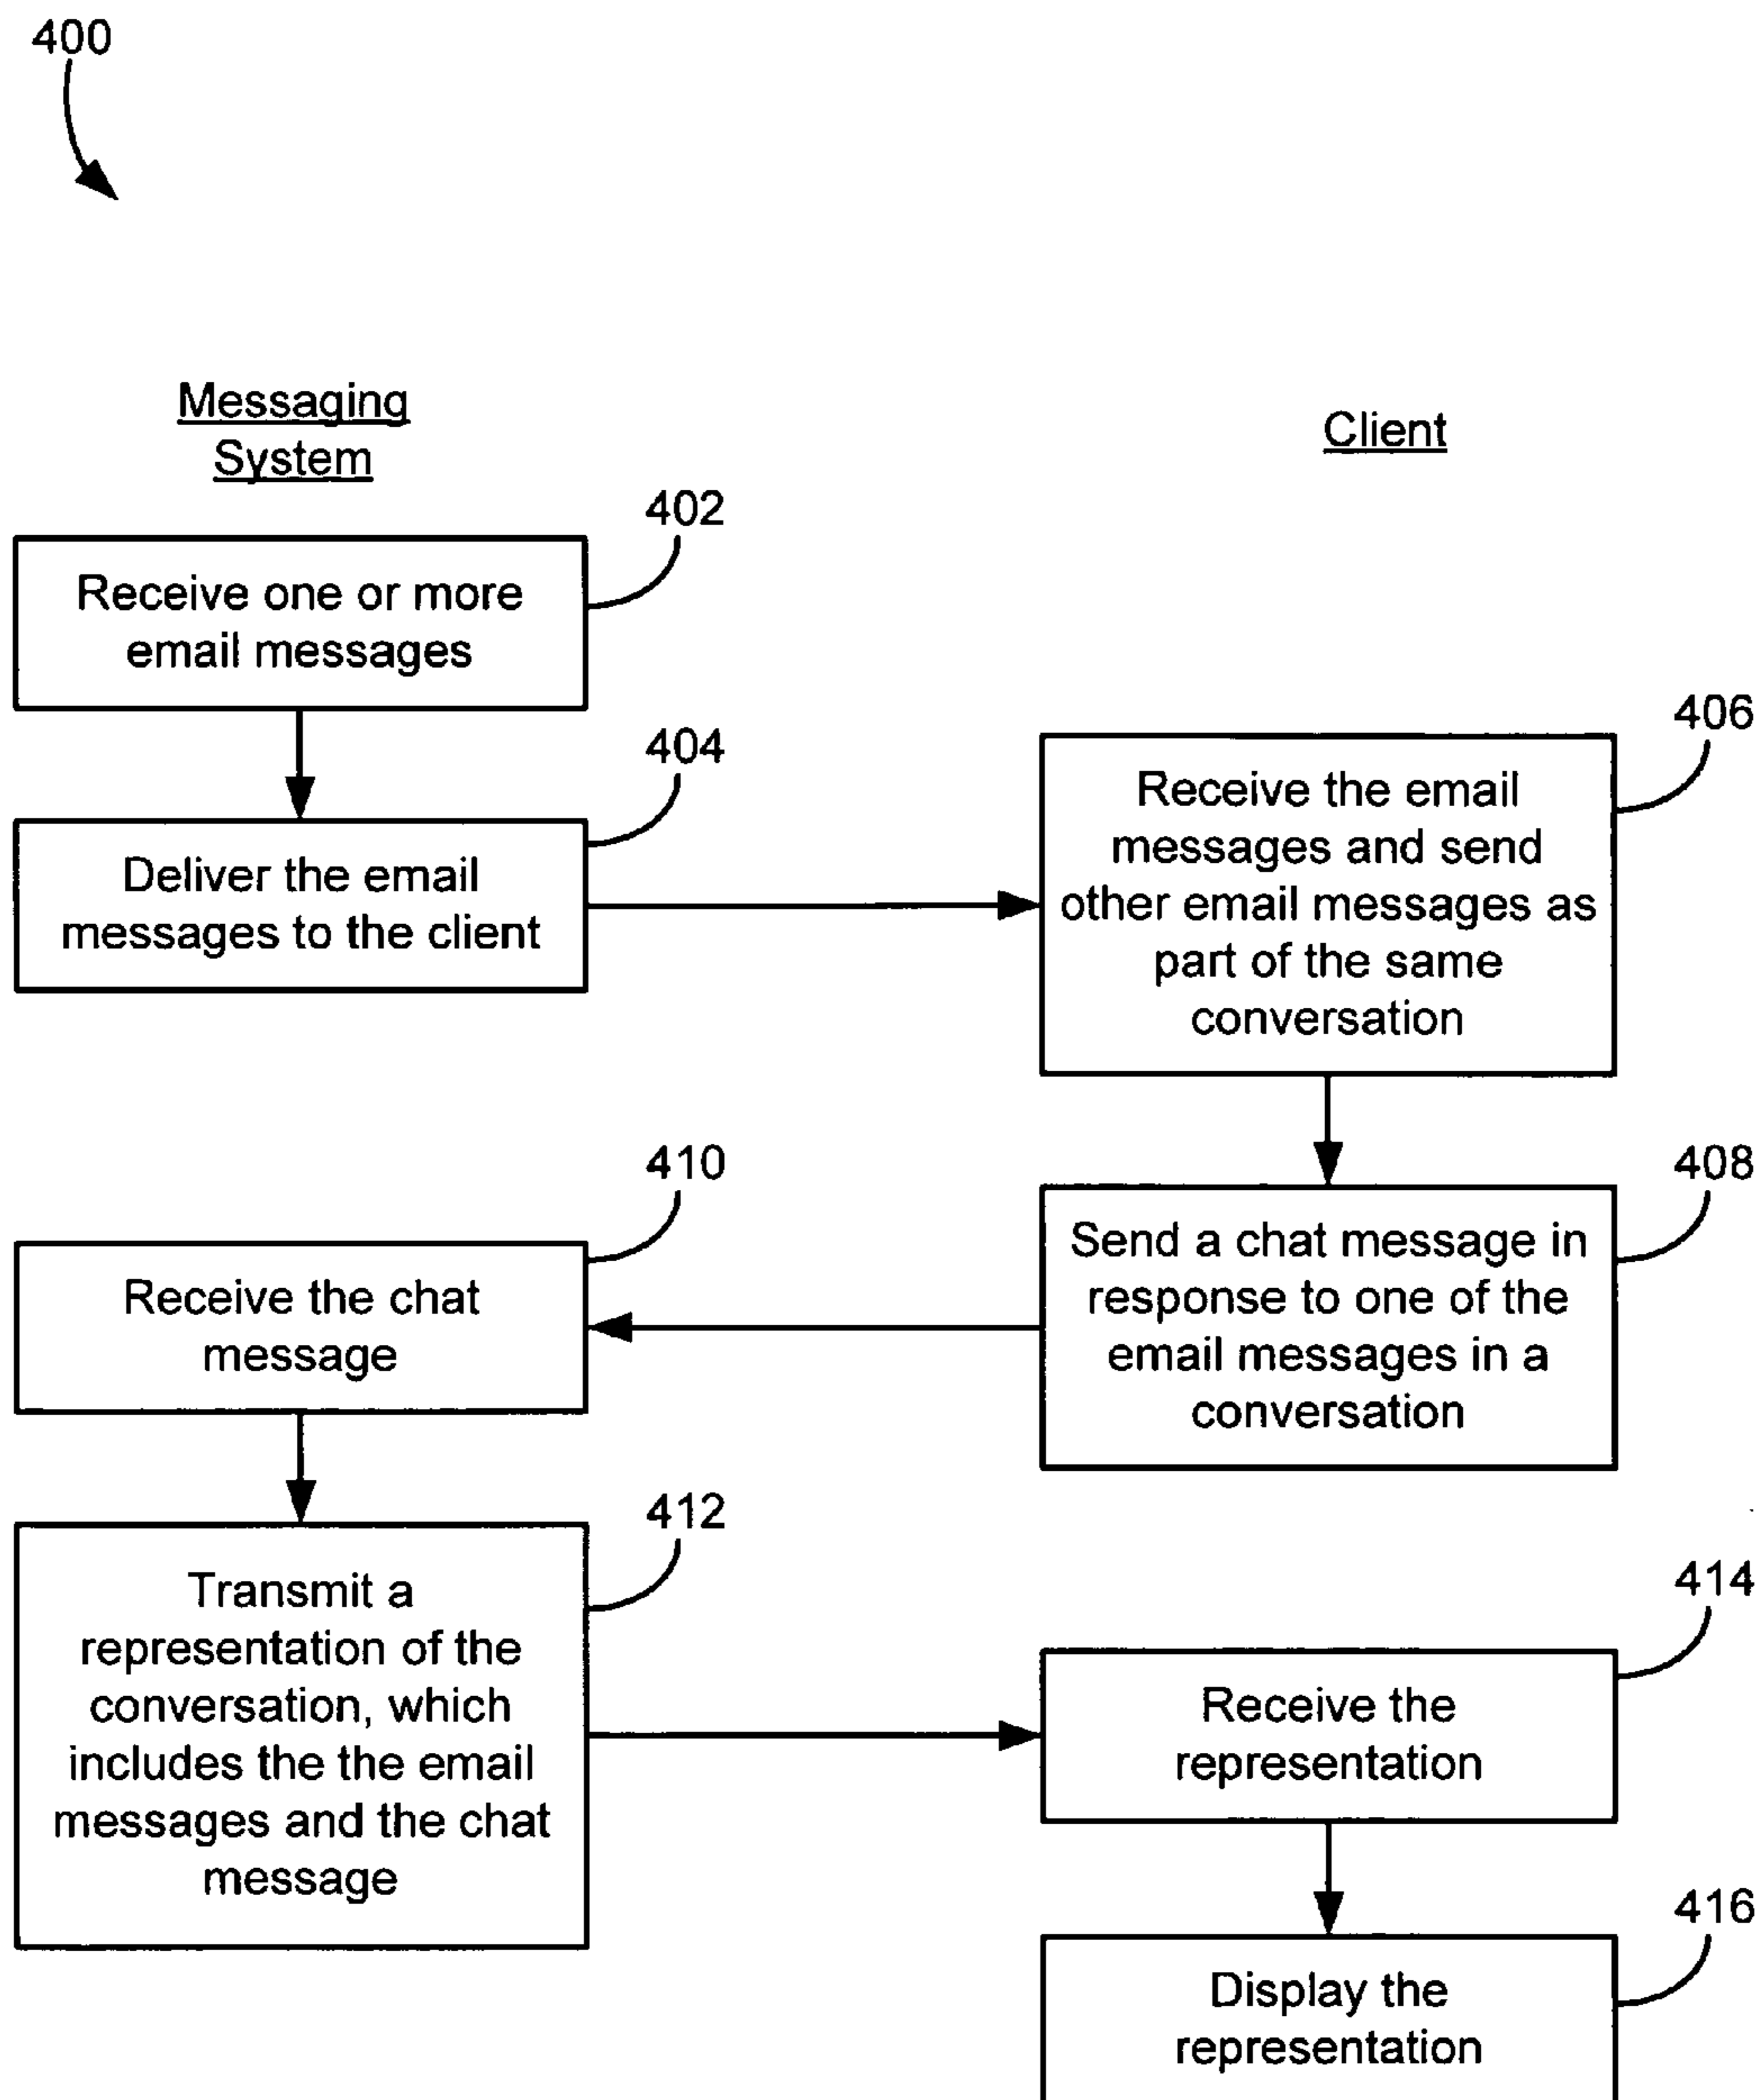 400
Messaging
System
Client
402
Receive one or more
email messages
404
Deliver the email
messages to the client
406
Receive the email
messages and send
other email messages as
part of the same
conversation
408
Send a chat message in
response to one of the
email messages in a
conversation
410
Receive the chat
message
412
Transmit a
representation of the
conversation, which
includes the the email
messages and the chat
message
414
Receive the
representation
416
Display the
representation